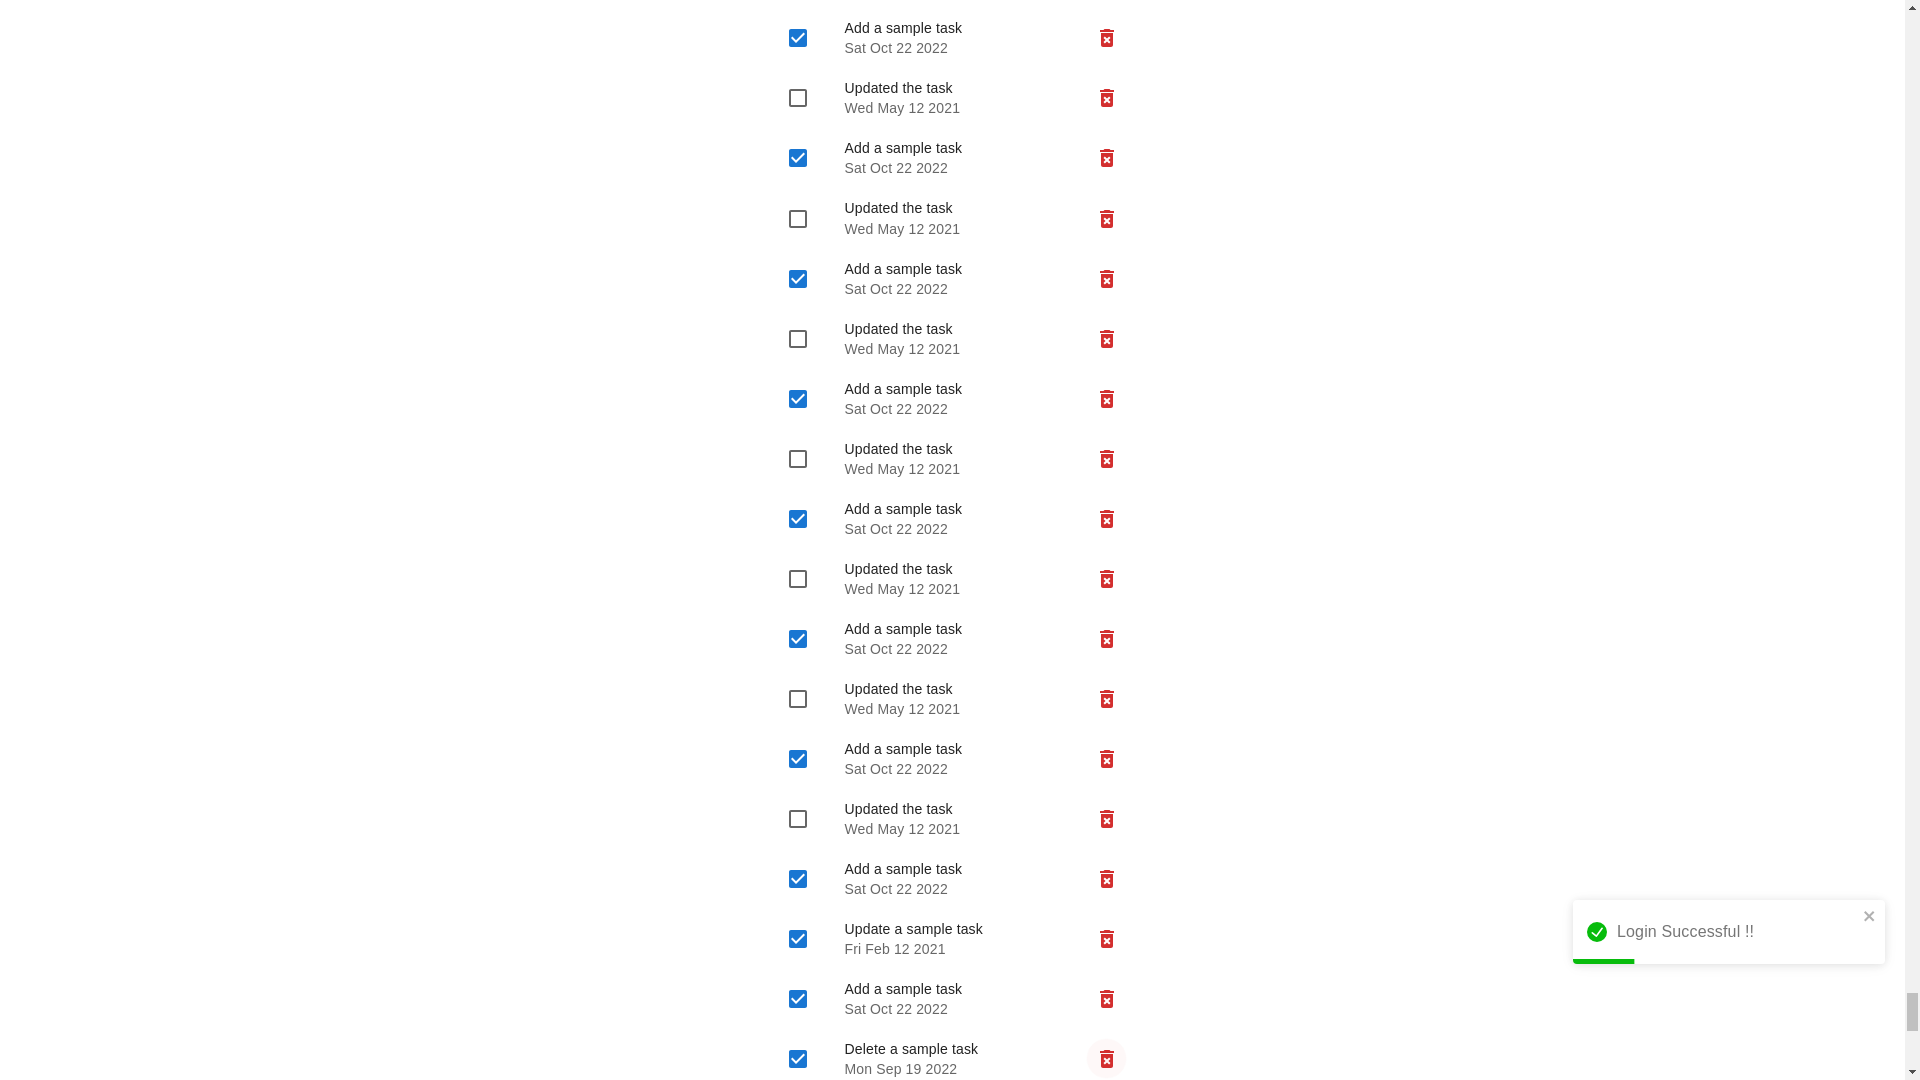 Add a sample task
Sat Oct 22 2022
Updated the task
Wed May 12 2021
Add a sample task
Sat Oct 22 2022
Updated the task
Wed May 12 2021
Add a sample task
Sat Oct 22 2022
Updated the task
Wed May 12 2021
Add a sample task
Sat Oct 22 2022
Updated the task
Wed May 12 2021
Add a sample task
Sat Oct 22 2022
Updated the task
Wed May 12 2021
Add a sample task
Sat Oct 22 2022
Updated the task
Wed May 12 2021
Add a sample task
Sat Oct 22 2022
Updated the task
Wed May 12 2021
Add a sample task
Sat Oct 22 2022
Update a sample task
Fri Feb 12 2021
Add a sample task
Sat Oct 22 2022
Delete a sample task
Mon Sep 19 2022
Login Successful !!